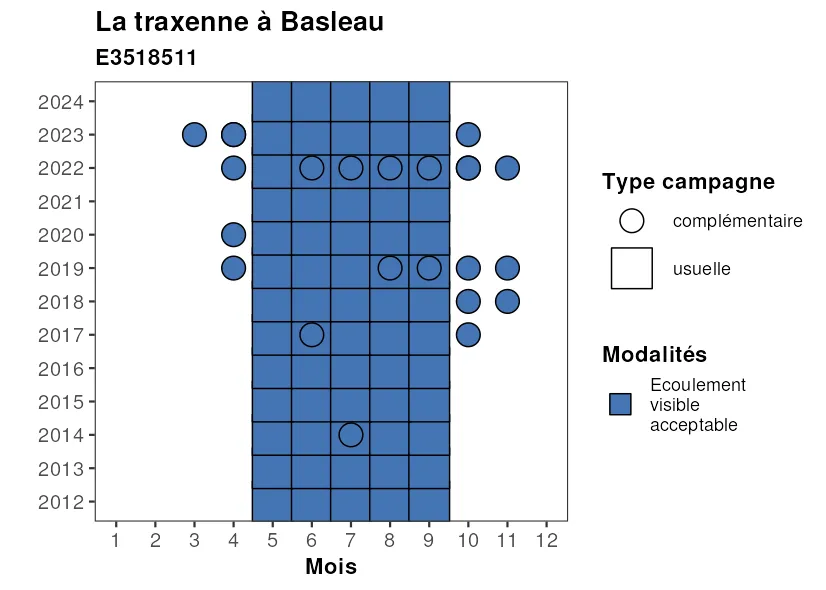 La traxenne à Basleau
E3518511
2024
2023
2022
2021
2020
2019
2018
2017
2016
2015
2014
2013
2012
1 2 3 4 5 6 7 8 9 10 11 12
Mois
Type campagne
complémentaire
usuelle
Modalités
Ecoulement
visible
acceptable